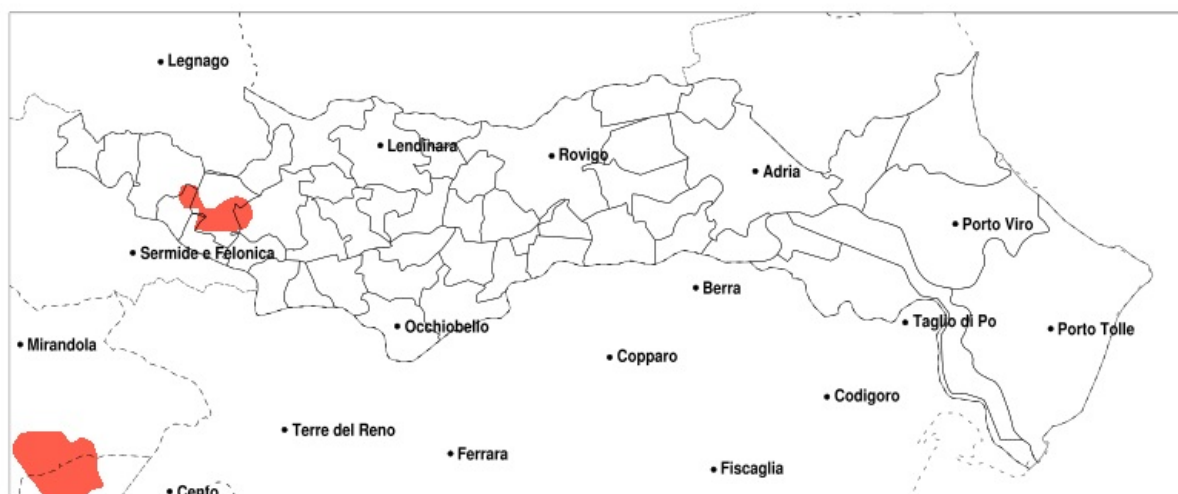 Legnago
Lendinara
Rovigo
Adria
Porto Viro
Sermide e Felonica
Berra
Occhiobello
Taglio di Po
Porto Tolle
Mirandola
Copparo
Codigoro
Terre del Reno
Ferrara
Fiscaglia
Cento